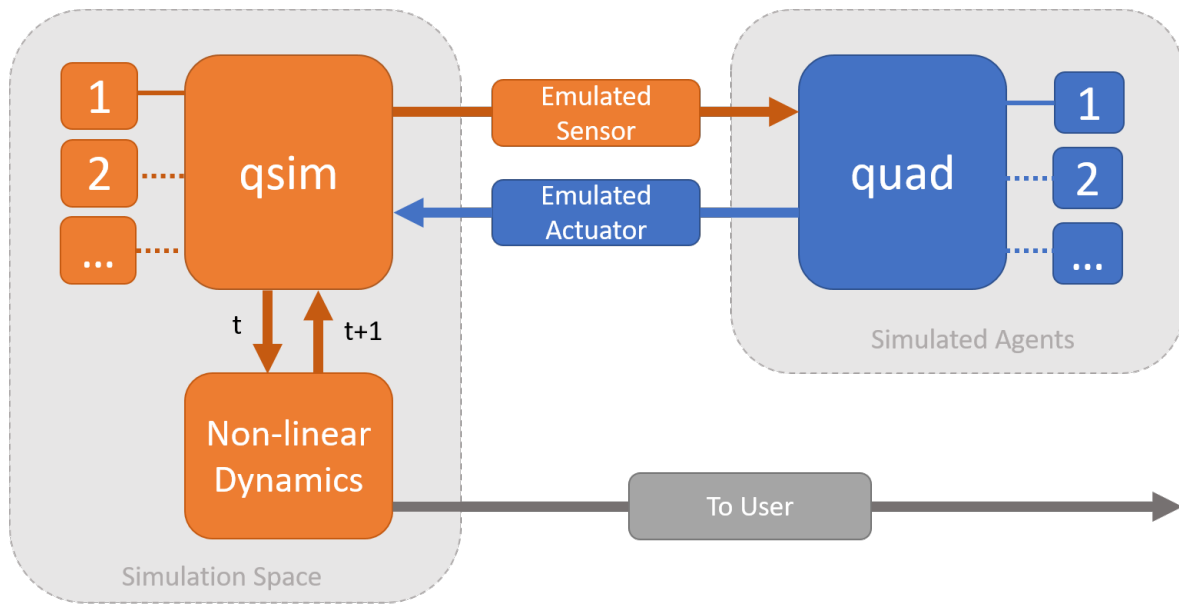 1
2
...
qsim
Emulated
Sensor
Emulated
Actuator
quad
1
2
...
Simulated Agents
t
t+1
Non-linear
Dynamics
To User
Simulation Space